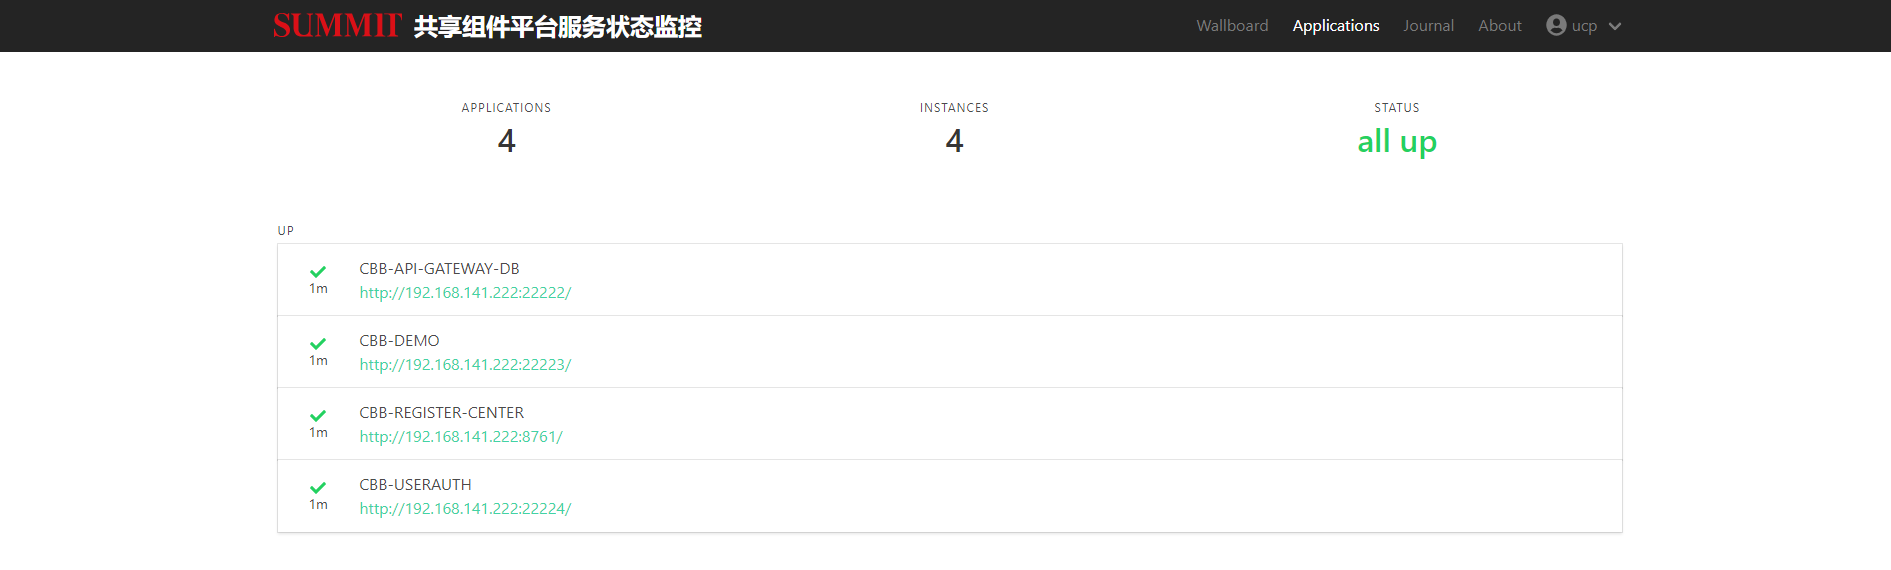 SUMMIT 共享组件平台服务状态监控 Wallboard Applications Journal About ucp
APPLICATIONS INSTANCES STATUS
4 4 all up
UP
CBB-API-GATEWAY-DB
1m http://192.168.141.222:22222/
CBB-DEMO
1m http://192.168.141.222:22223/
CBB-REGISTER-CENTER
1m http://192.168.141.222:8761/
CBB-USERAUTH
1m http://192.168.141.222:22224/